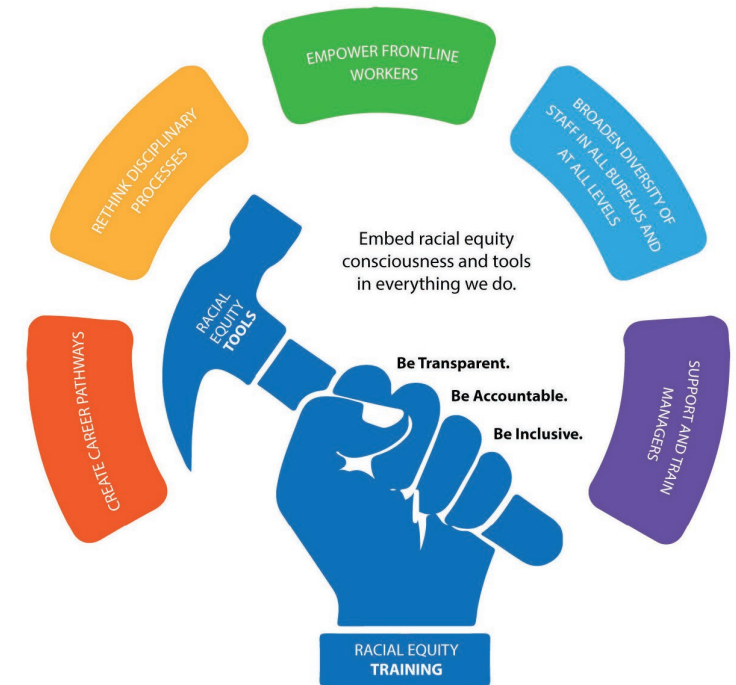 EMPOWER FRONTLINE
WORKERS
RETHINK DISCIPLINARY
PROCESSES
BROADEN DIVERSITY OF
STAFF IN ALL BUREAUS AND
AT ALL LEVELS
CREATE CAREER PATHWAYS
SUPPORT AND TRAIN
MANAGERS
Embed racial equity
consciousness and tools
in everything we do.
RACIAL
EQUITY
TOOLS
Be Transparent.
Be Accountable.
Be Inclusive.
RACIAL EQUITY
TRAINING